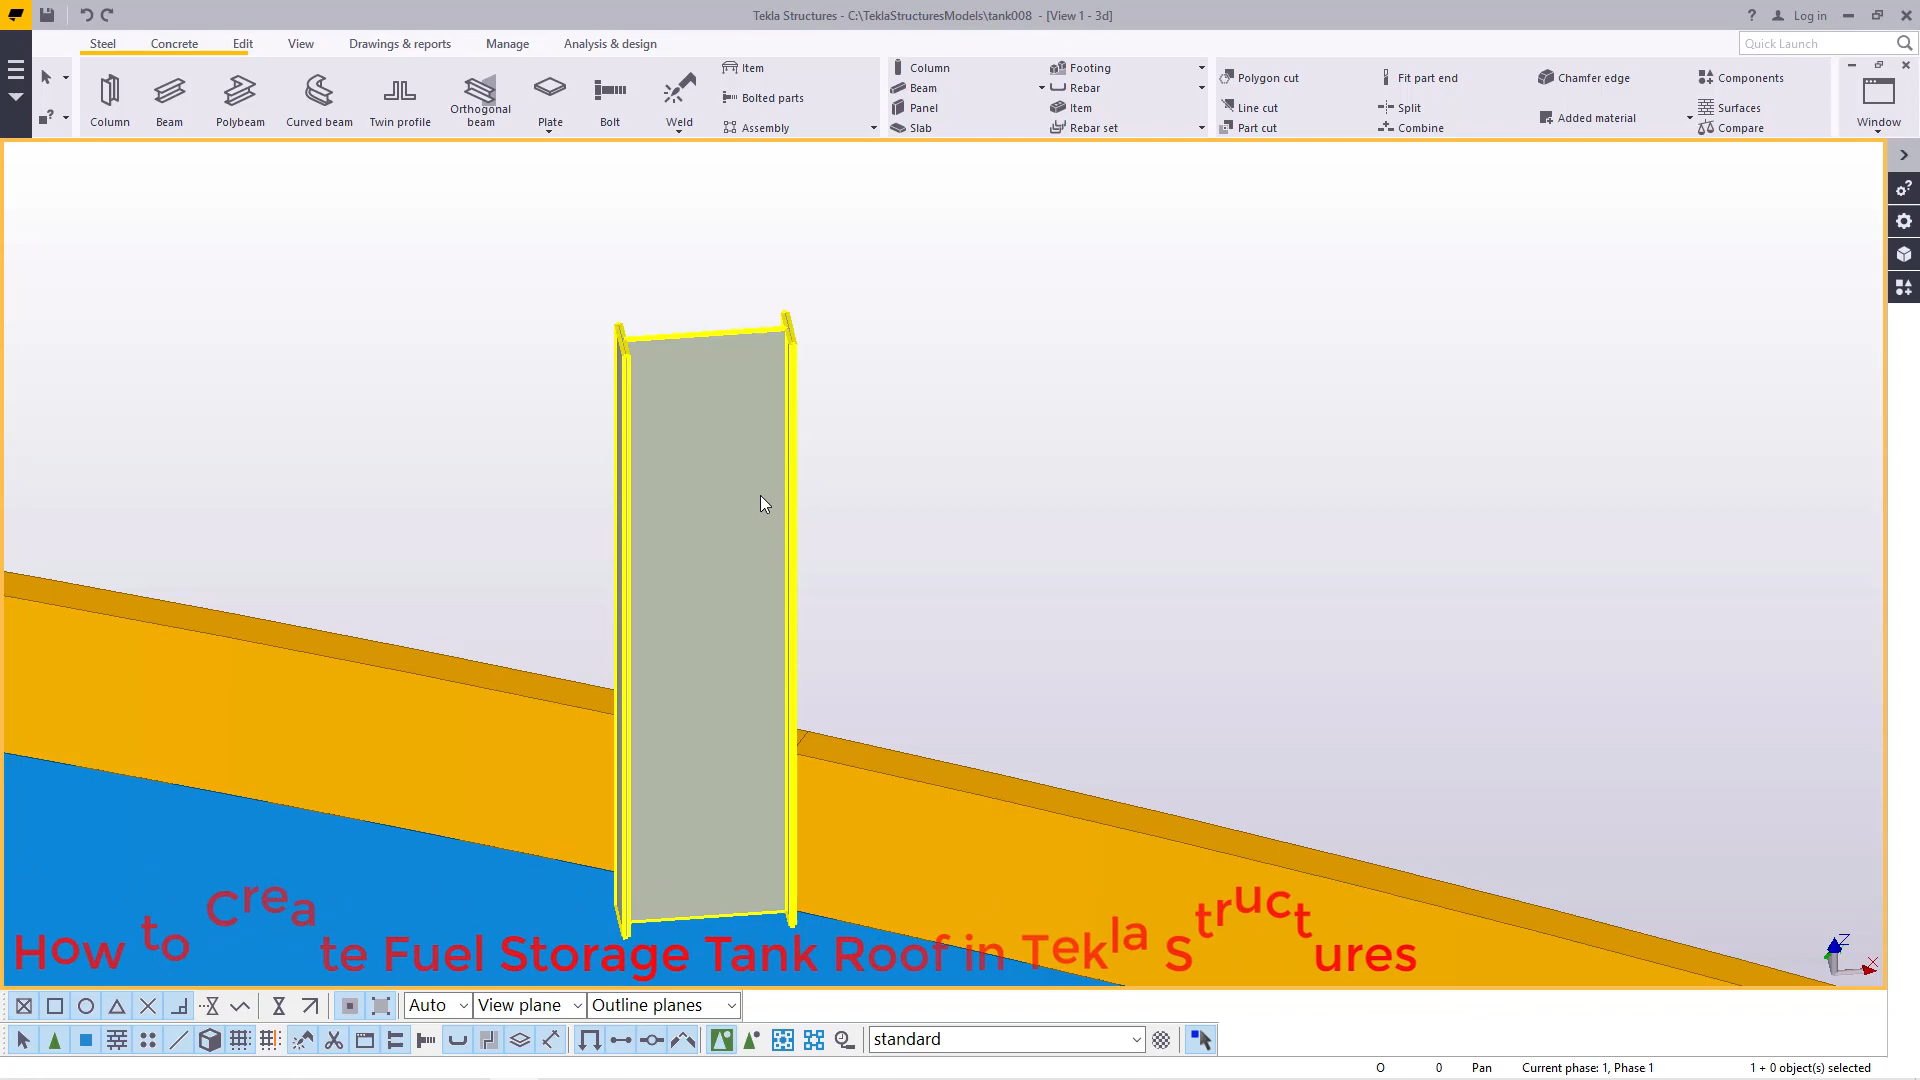 Tekla Structures - C:\TeklaStructuresModels\tank008 - [View 1 - 3d]
? Log in
Steel Concrete Edit View Drawings & reports Manage Analysis & design
Quick Launch
Column
Beam
Polybeam
Curved beam
Twin profile
Orthogonal
beam
Plate
Bolt
Weld
Item
Bolted parts
Assembly
Column
Beam
Panel
Slab
Footing
Rebar
Item
Rebar set
Polygon cut
Line cut
Part cut
Fit part end
Split
Combine
Chamfer edge
Added material
Components
Surfaces
Compare
Window
How to Create Fuel Storage Tank Roof in Tekla Structures
Z
X
Auto View plane Outline planes
standard
O 0 Pan Current phase: 1, Phase 1 1 + 0 object(s) selected